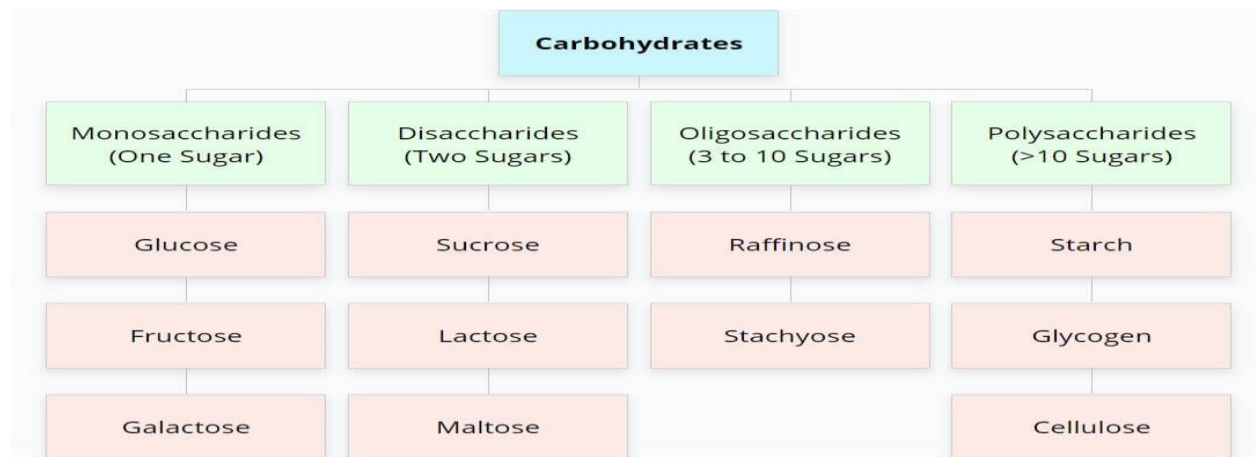 Carbohydrates
Monosaccharides
(One Sugar)
Disaccharides
(Two Sugars)
Oligosaccharides
(3 to 10 Sugars)
Polysaccharides
(>10 Sugars)
Glucose
Sucrose
Raffinose
Starch
Fructose
Lactose
Stachyose
Glycogen
Galactose
Maltose
Cellulose